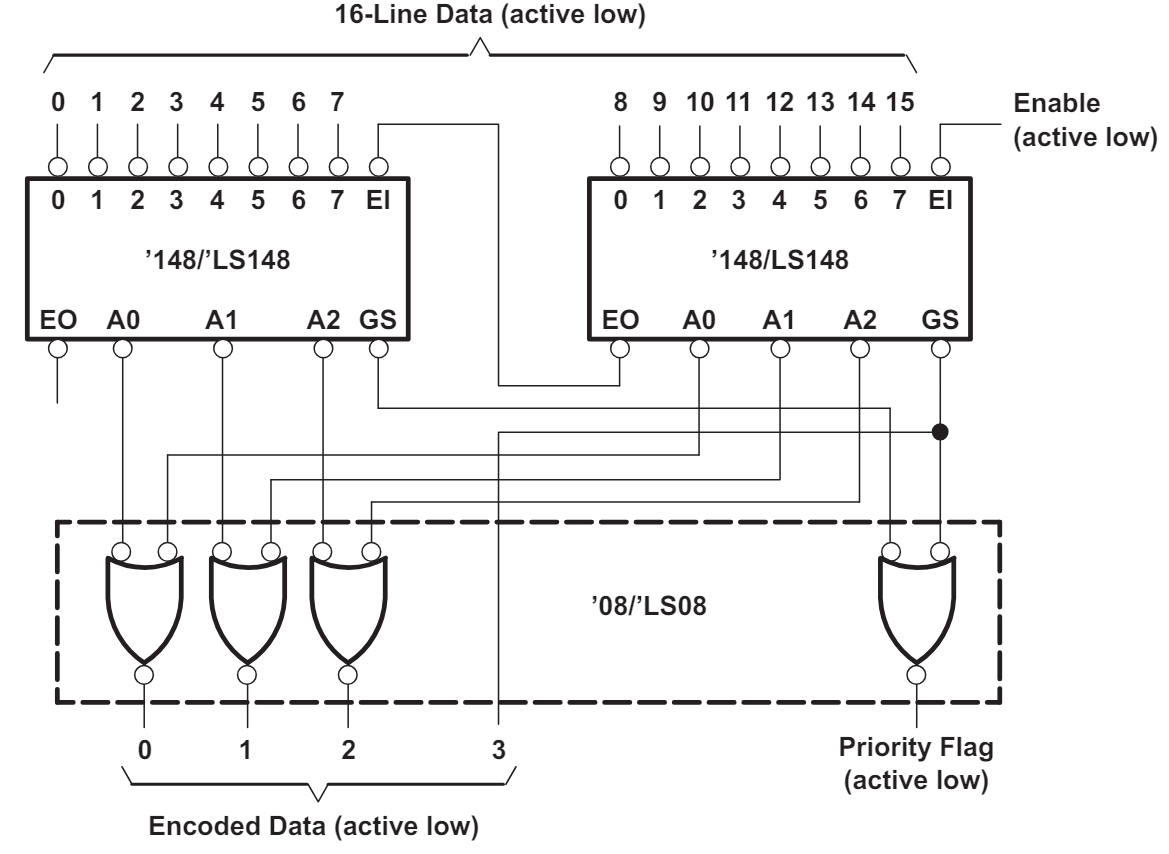 16-Line Data (active low)
0 1 2 3 4 5 6 7
8 9 10 11 12 13 14 15
Enable
(active low)
0 1 2 3 4 5 6 7 EI
0 1 2 3 4 5 6 7 EI
’148/’LS148
’148/LS148
EO A0 A1 A2 GS
EO A0 A1 A2 GS
’08/’LS08
0 1 2 3
Priority Flag
(active low)
Encoded Data (active low)